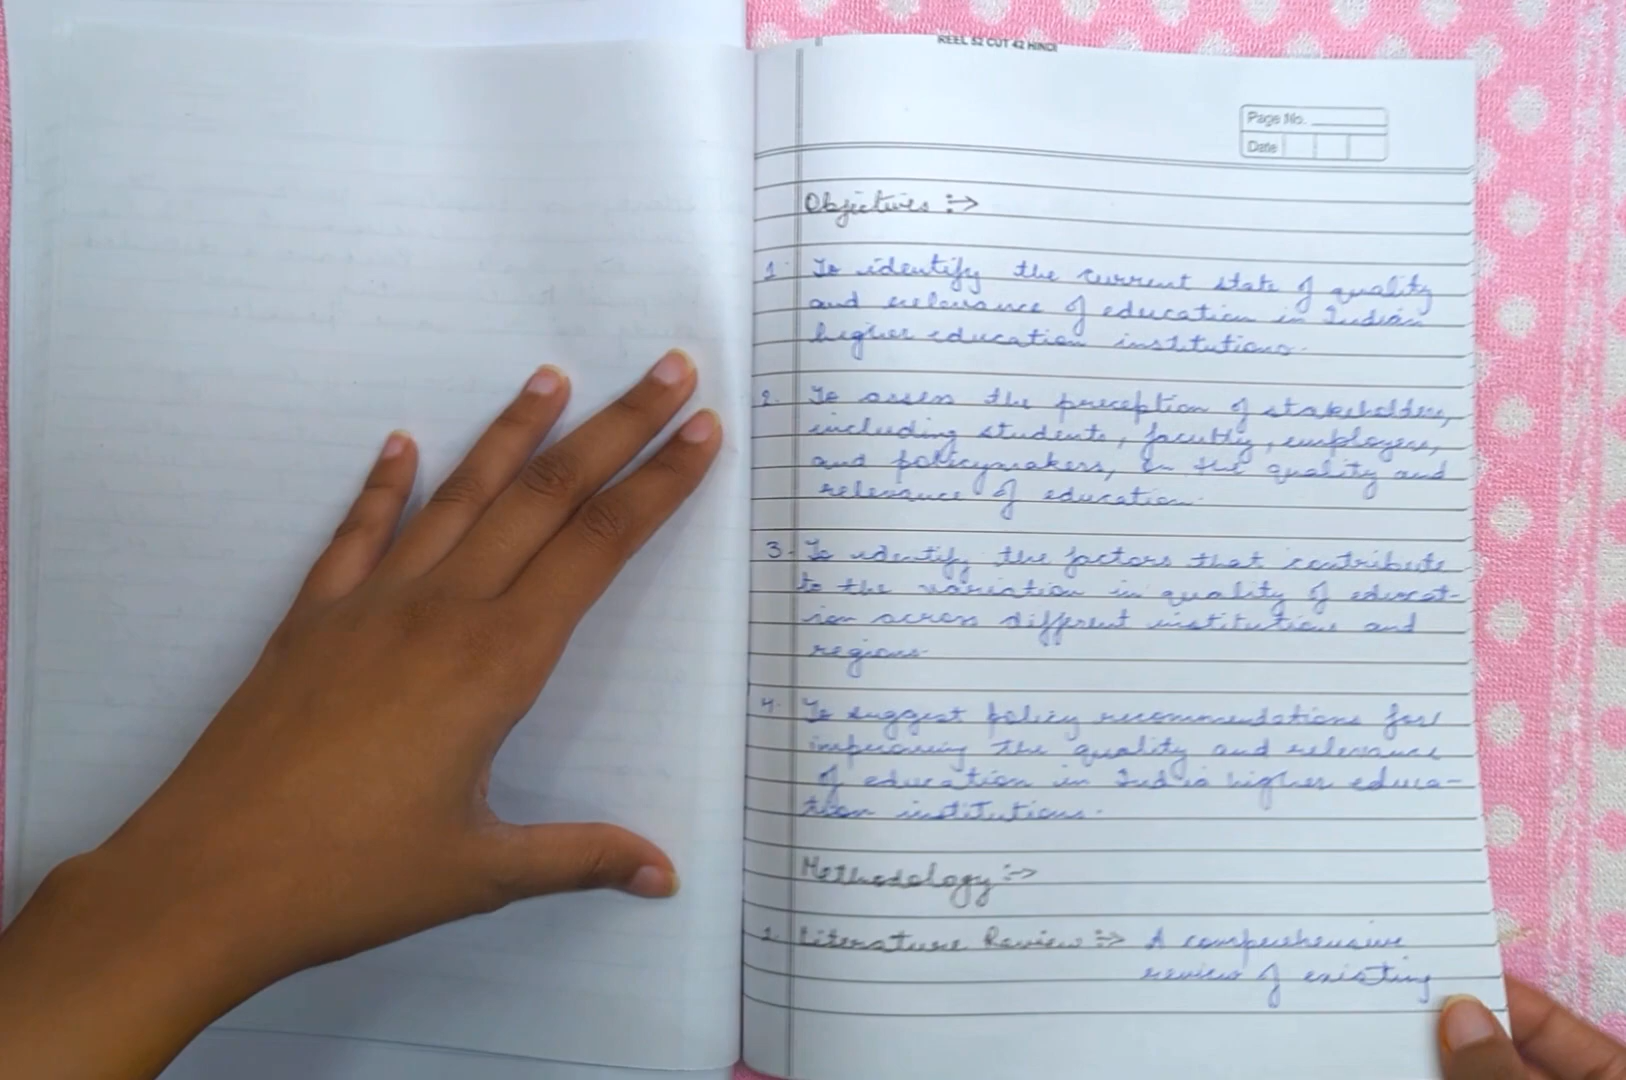 REEL 52 CUT 42 HINDI
Page No.
Date
Objectives :->
1. To identify the current state of quality
and relevance of education in Indian
higher education institutions.
2. To assess the preception of stakeholders,
including students, facultly, employers,
and policymakers, on the quality and
relevance of education.
3. To identify the factors that contribute
to the variation in quality of educat-
ion across different institutions and
regions.
4. To suggest policy recommendations for
improving the quality and relevance
of education in India higher educa-
tion institutions.
Methodology :->
1. Literature Review :-> A comprehensive
review of existing